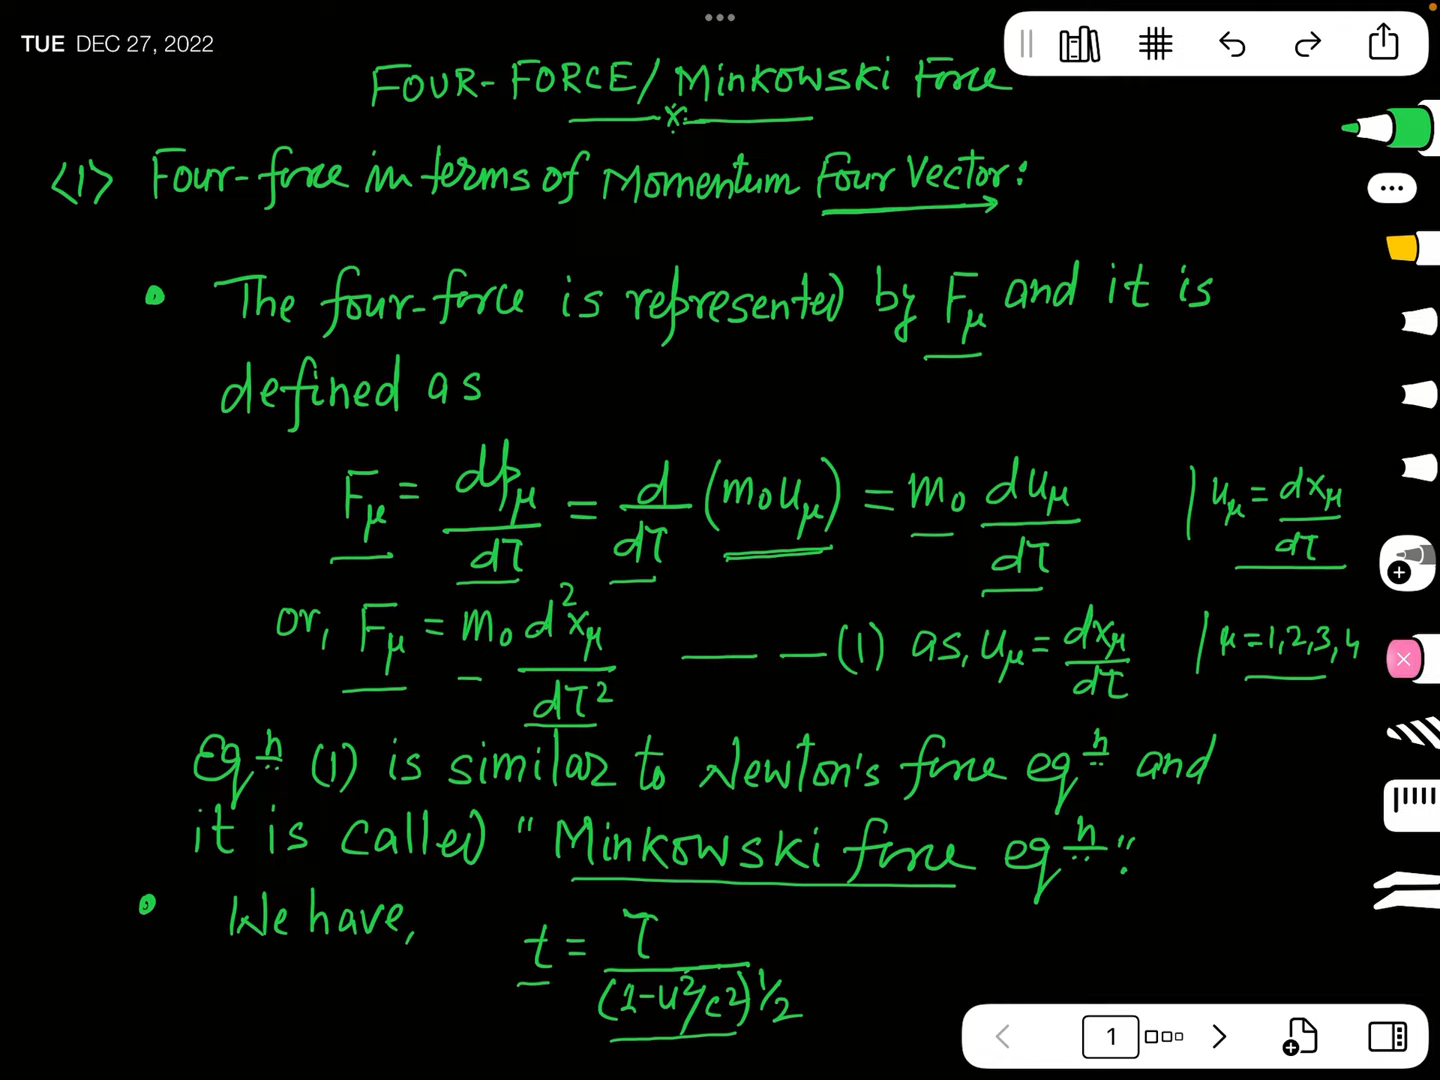 TUE DEC 27, 2022
FOUR-FORCE/Minkowski Force
<1> Four-force in terms of Momentum Four Vector:
• The four-force is represented by Fμ and it is
defined as
Fμ = dpμ/dτ = d/dτ (m₀uμ) = m₀ duμ/dτ | uμ = dxμ/dτ
or, Fμ = m₀ d²xμ/dτ² — — — (1) as, uμ = dxμ/dτ | μ = 1,2,3,4
Eqⁿ (1) is similar to Newton's force eqⁿ and
it is called "Minkowski force eqⁿ".
• We have, t = τ/(1-u²/c²)^1/2
1